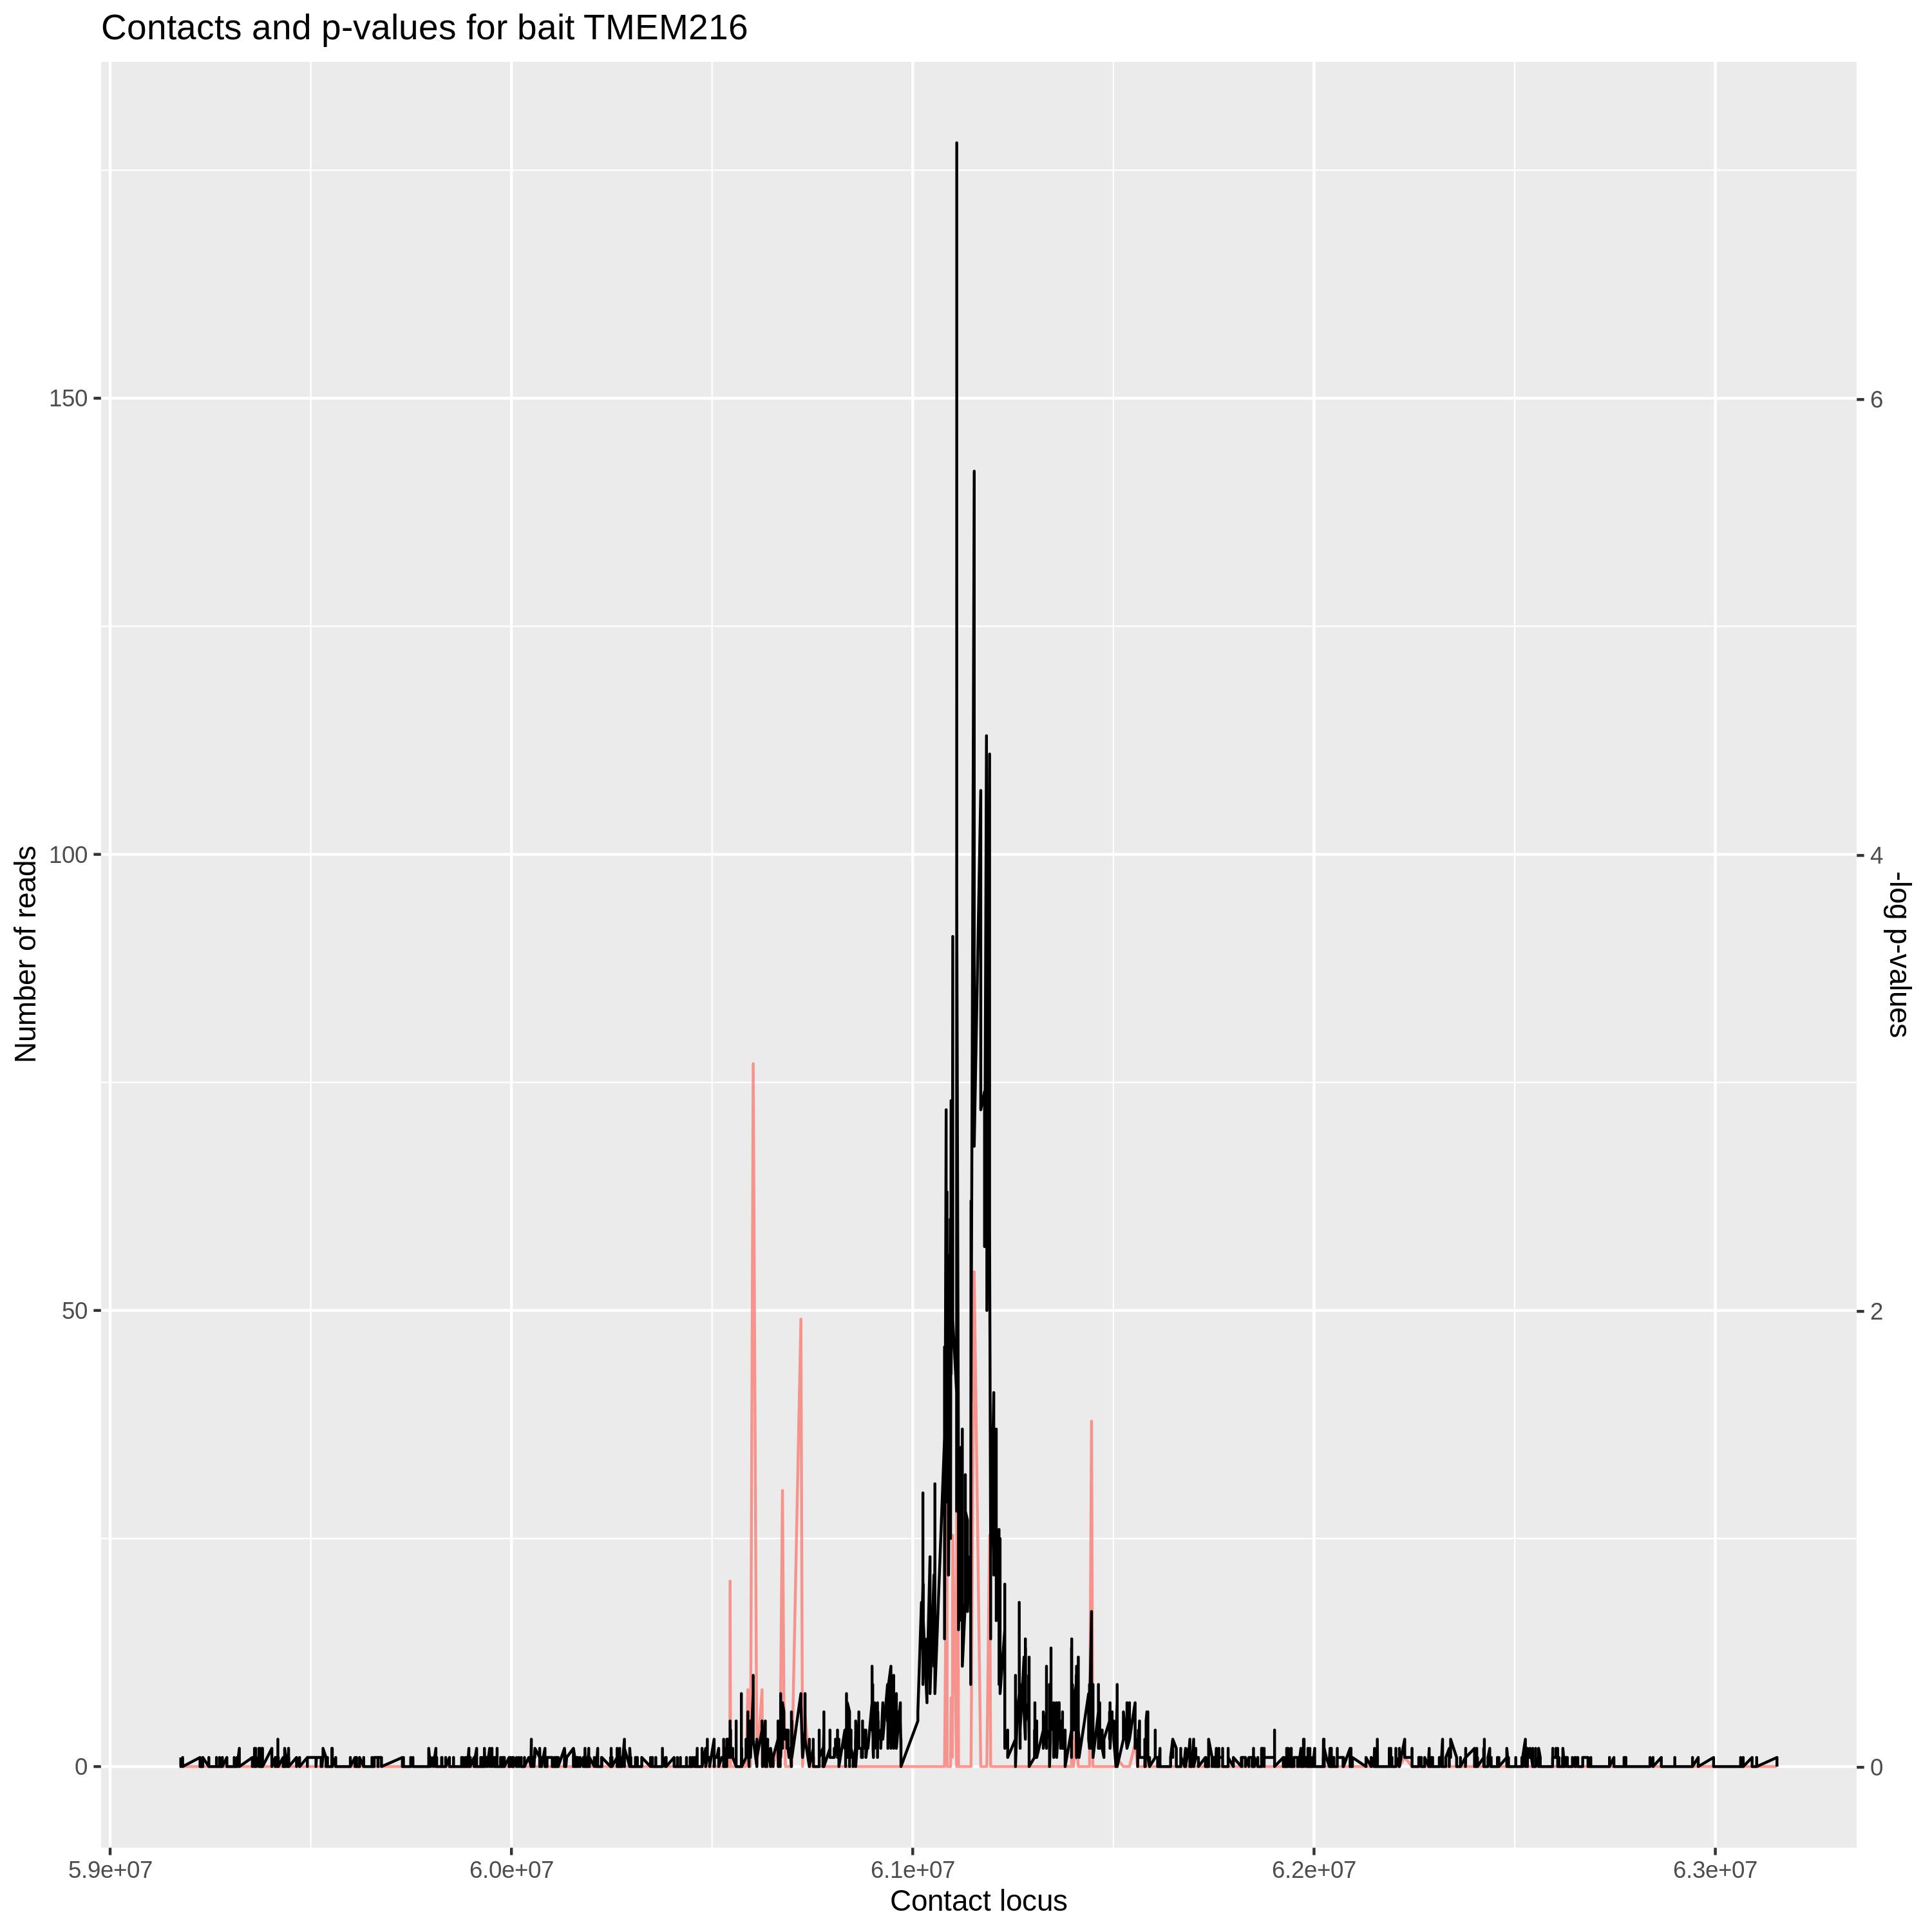 Contacts and p-values for bait TMEM216
150
100
50
0
6
4
2
0
Number of reads
-log p-values
5.9e+07 6.0e+07 6.1e+07 6.2e+07 6.3e+07
Contact locus